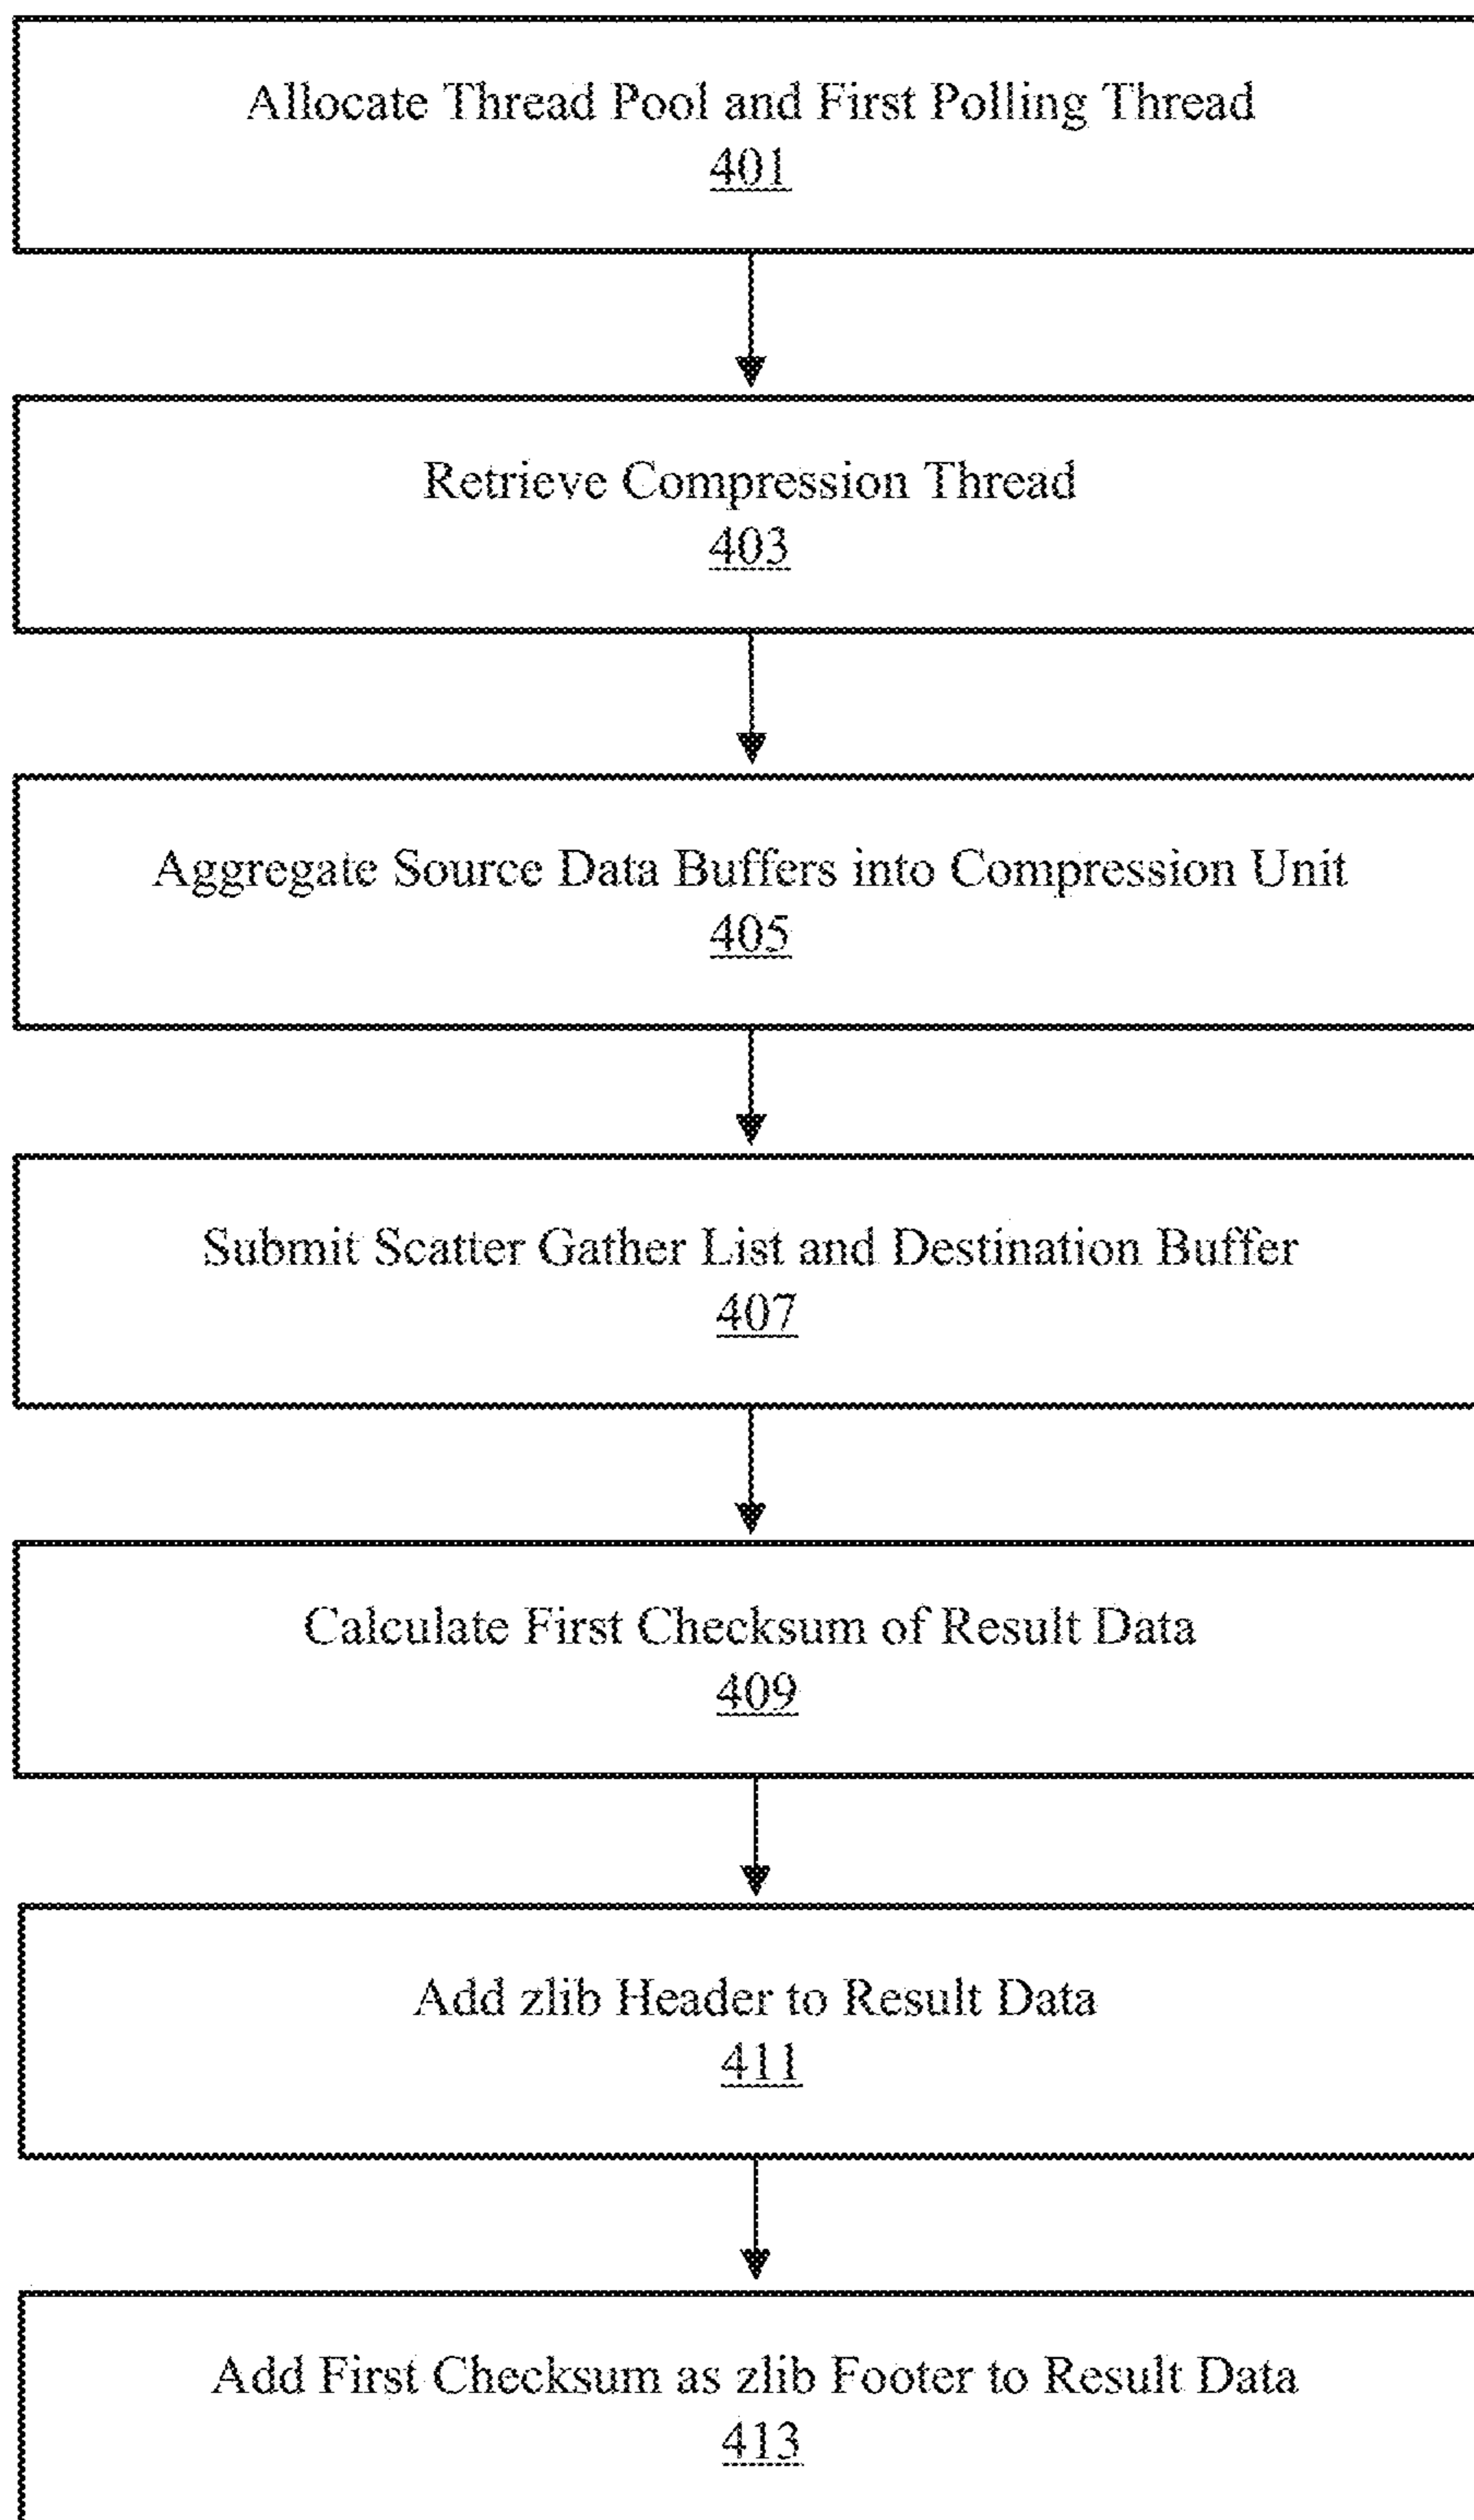 Allocate Thread Pool and First Polling Thread
401
Retrieve Compression Thread
403
Aggregate Source Data Buffers into Compression Unit
405
Submit Scatter Gather List and Destination Buffer
407
Calculate First Checksum of Result Data
409
Add zlib Header to Result Data
411
Add First Checksum as zlib Footer to Result Data
413